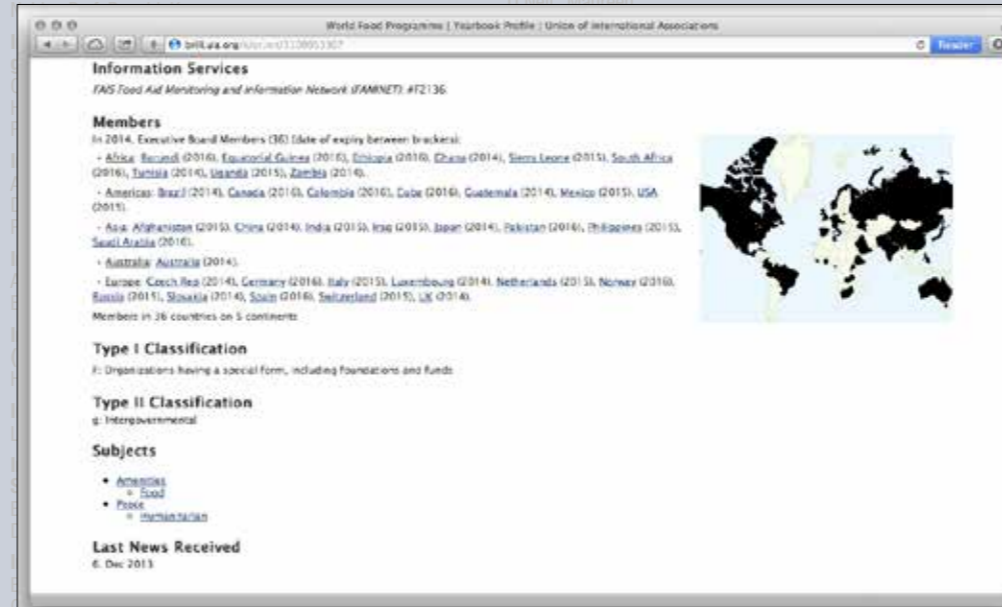 World Food Programme | Yearbook Profile | Union of International Associations
brill.uia.org
Reader
Information Services
FAIS Food Aid Monitoring and Information Network (FAMINET): #F2136.
Members
In 2014, Executive Board Members (36) (date of expiry between brackets):
• Africa: Burundi (2016), Equatorial Guinea (2016), Ethiopia (2016), Ghana (2014), Sierra Leone (2015), South Africa
(2016), Tunisia (2014), Uganda (2015), Zambia (2014).
• Americas: Brazil (2014), Canada (2016), Colombia (2016), Cuba (2016), Guatemala (2014), Mexico (2015), USA
(2015).
• Asia: Afghanistan (2015), China (2014), India (2015), Iraq (2015), Japan (2014), Pakistan (2016), Philippines (2015),
Saudi Arabia (2016).
• Australia: Australia (2014).
• Europe: Czech Rep (2014), Germany (2016), Italy (2015), Luxembourg (2014), Netherlands (2015), Norway (2016),
Russia (2015), Slovakia (2014), Spain (2016), Switzerland (2015), UK (2014).
Members in 36 countries on 5 continents
Type I Classification
F: Organizations having a special form, including foundations and funds
Type II Classification
g: Intergovernmental
Subjects
• Amenities
Food
• Peace
Humanitarian
Last News Received
6. Dec 2013